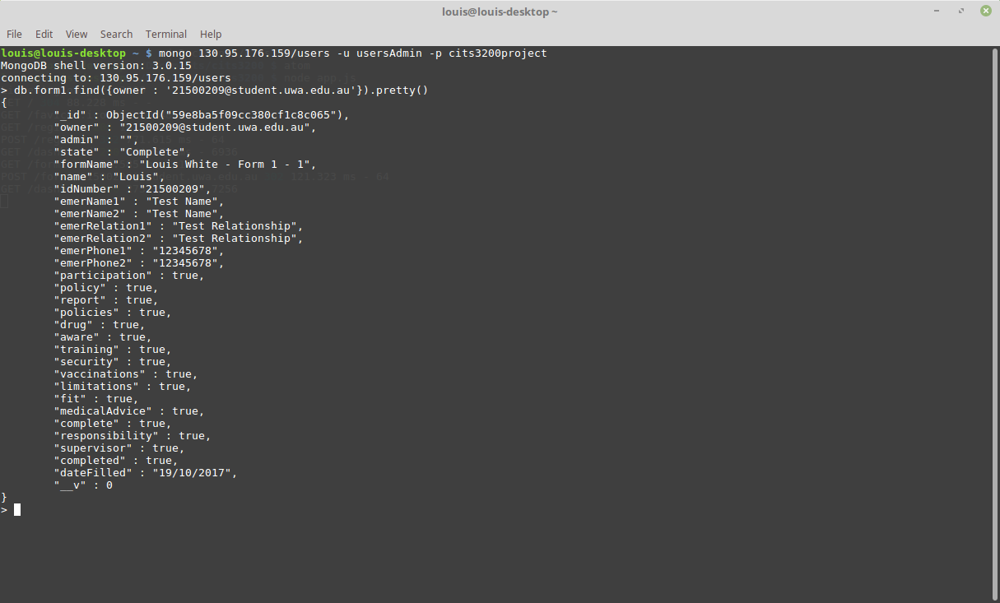 louis@louis-desktop ~
File Edit View Search Terminal Help
louis@louis-desktop ~ $ mongo 130.95.176.159/users -u usersAdmin -p cits3200project
MongoDB shell version: 3.0.15
connecting to: 130.95.176.159/users
> db.form1.find({owner : '21500209@student.uwa.edu.au'}).pretty()
{
"_id" : ObjectId("59e8ba5f09cc380cf1c8c065"),
"owner" : "21500209@student.uwa.edu.au",
"admin" : "",
"state" : "Complete",
"formName" : "Louis White - Form 1 - 1",
"name" : "Louis",
"idNumber" : "21500209",
"emerName1" : "Test Name",
"emerName2" : "Test Name",
"emerRelation1" : "Test Relationship",
"emerRelation2" : "Test Relationship",
"emerPhone1" : "12345678",
"emerPhone2" : "12345678",
"participation" : true,
"policy" : true,
"report" : true,
"policies" : true,
"drug" : true,
"aware" : true,
"training" : true,
"security" : true,
"vaccinations" : true,
"limitations" : true,
"fit" : true,
"medicalAdvice" : true,
"complete" : true,
"responsibility" : true,
"supervisor" : true,
"completed" : true,
"dateFilled" : "19/10/2017",
"__v" : 0
}
>